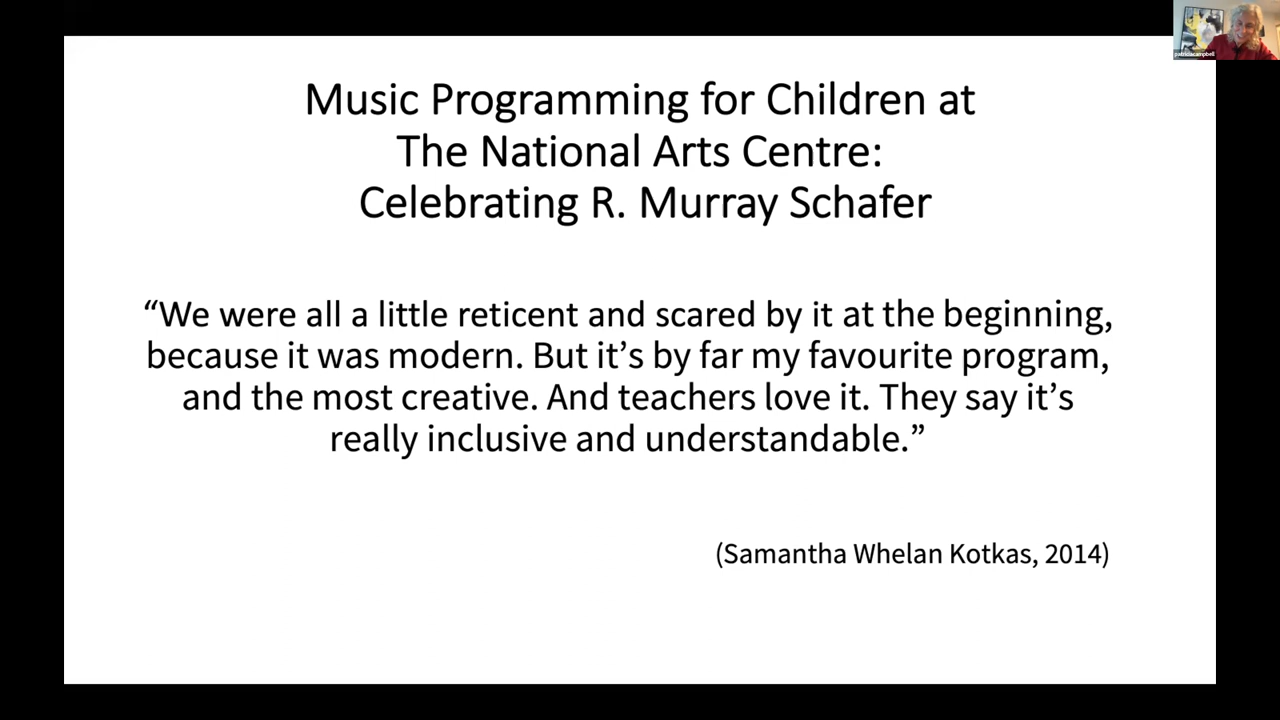 Music Programming for Children at
The National Arts Centre:
Celebrating R. Murray Schafer
“We were all a little reticent and scared by it at the beginning,
because it was modern. But it’s by far my favourite program,
and the most creative. And teachers love it. They say it’s
really inclusive and understandable.”
(Samantha Whelan Kotkas, 2014)
patriciacampbell